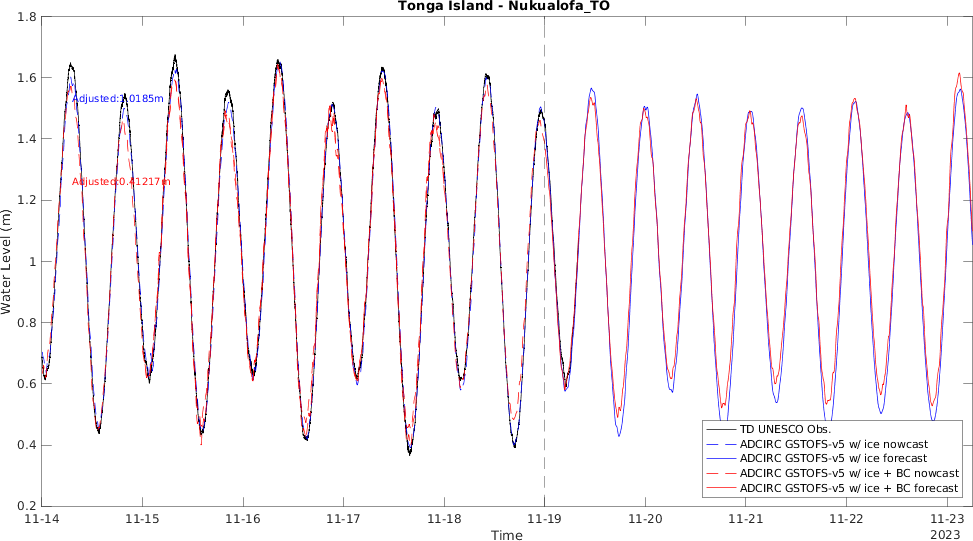 Tonga Island - Nukualofa_TO
1.8
1.6
1.4
1.2
1
0.8
0.6
0.4
0.2
Water Level (m)
Adjusted:1.0185m
Adjusted:0.41217m
TD UNESCO Obs.
ADCIRC GSTOFS-v5 w/ ice nowcast
ADCIRC GSTOFS-v5 w/ ice forecast
ADCIRC GSTOFS-v5 w/ ice + BC nowcast
ADCIRC GSTOFS-v5 w/ ice + BC forecast
11-14 11-15 11-16 11-17 11-18 11-19 11-20 11-21 11-22 11-23
Time
2023